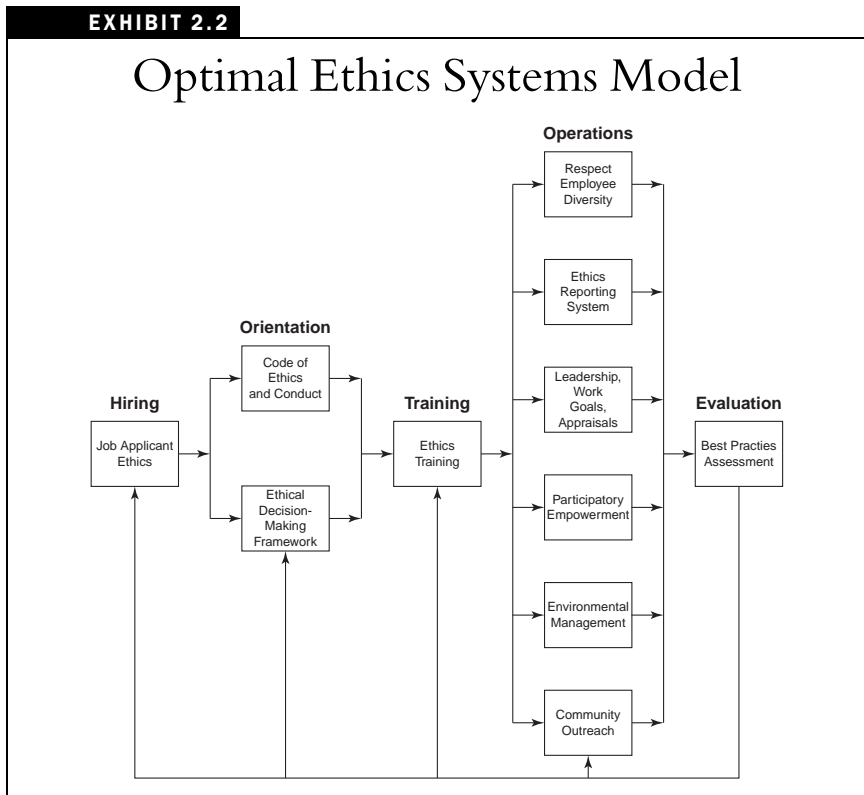 EXHIBIT 2.2
Optimal Ethics Systems Model
Operations
Respect
Employee
Diversity
Ethics
Reporting
System
Orientation
Code of
Ethics
and Conduct
Leadership,
Work
Goals,
Appraisals
Hiring
Training
Evaluation
Job Applicant
Ethics
Ethics
Training
Best Practies
Assessment
Ethical
Decision-
Making
Framework
Participatory
Empowerment
Environmental
Management
Community
Outreach